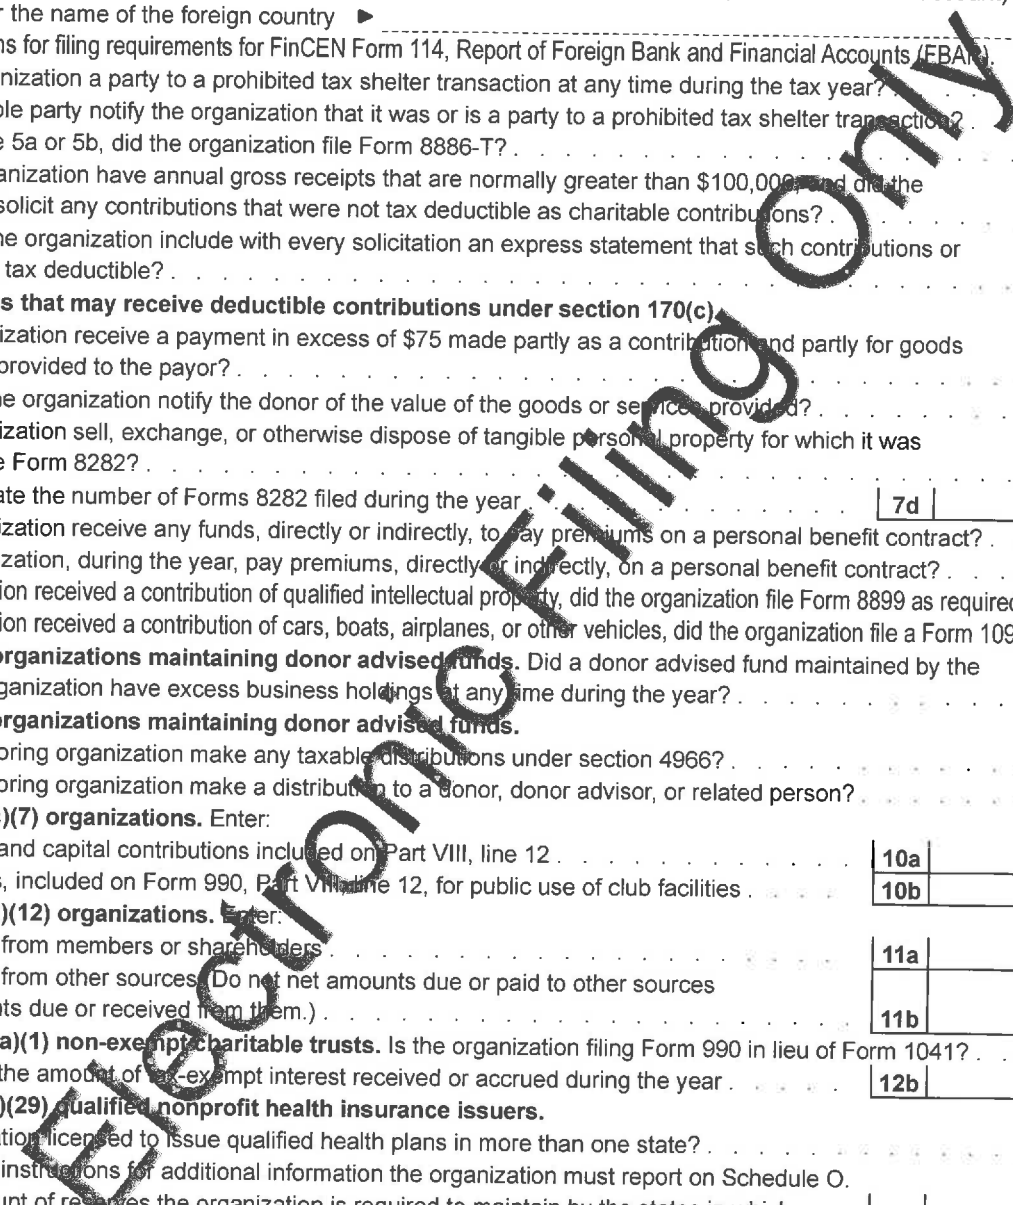 the name of the foreign country ▶
for filing requirements for FinCEN Form 114, Report of Foreign Bank and Financial Accounts (FBAR).
nization a party to a prohibited tax shelter transaction at any time during the tax year?
party notify the organization that it was or is a party to a prohibited tax shelter transaction?
5a or 5b, did the organization file Form 8886-T?
anization have annual gross receipts that are normally greater than $100,000, and did the
solicit any contributions that were not tax deductible as charitable contributions?
organization include with every solicitation an express statement that such contributions or
tax deductible?
s that may receive deductible contributions under section 170(c).
ization receive a payment in excess of $75 made partly as a contribution and partly for goods
provided to the payor?
e organization notify the donor of the value of the goods or services provided?
ization sell, exchange, or otherwise dispose of tangible personal property for which it was
Form 8282?
ate the number of Forms 8282 filed during the year 7d
ization receive any funds, directly or indirectly, to pay premiums on a personal benefit contract?
zation, during the year, pay premiums, directly or indirectly, on a personal benefit contract?
ion received a contribution of qualified intellectual property, did the organization file Form 8899 as required
ion received a contribution of cars, boats, airplanes, or other vehicles, did the organization file a Form 109
organizations maintaining donor advised funds. Did a donor advised fund maintained by the
ganization have excess business holdings at any time during the year?
organizations maintaining donor advised funds.
oring organization make any taxable distributions under section 4966?
oring organization make a distribution to a donor, donor advisor, or related person?
)(7) organizations. Enter:
and capital contributions included on Part VIII, line 12 10a
, included on Form 990, Part VIII, line 12, for public use of club facilities 10b
)(12) organizations. Enter:
from members or shareholders 11a
from other sources (Do not net amounts due or paid to other sources
ts due or received from them.) 11b
a)(1) non-exempt charitable trusts. Is the organization filing Form 990 in lieu of Form 1041?
the amount of tax-exempt interest received or accrued during the year 12b
)(29) qualified nonprofit health insurance issuers.
tion licensed to issue qualified health plans in more than one state?
instructions for additional information the organization must report on Schedule O.
unt of reserves the organization is required to maintain by the states in which
Electronic Filing Only